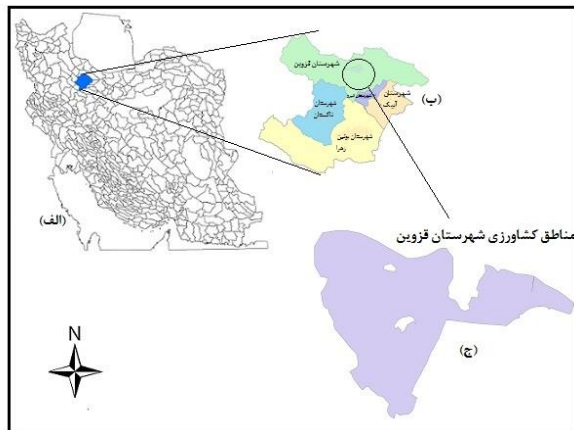 شهرستان قزوین
شهرستان
آبیک
شهرستان
تاکستان
شهرستان بوئین
زهرا
(ب)
(الف)
مناطق کشاورزی شهرستان قزوین
(ج)
N